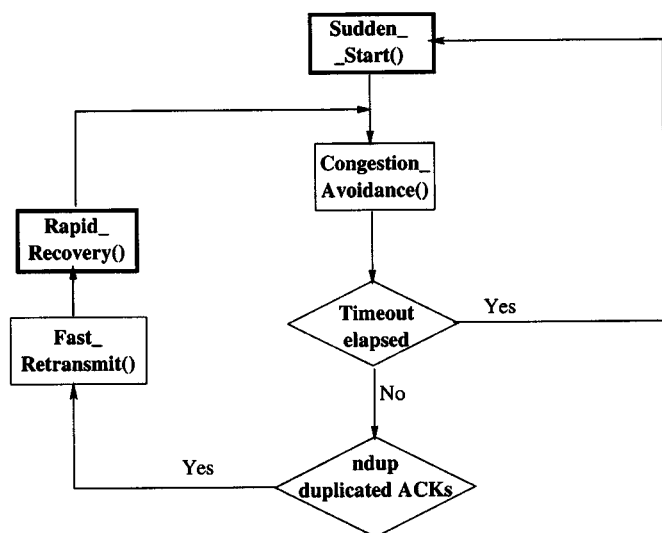 Sudden_
_Start()
Congestion_
Avoidance()
Rapid_
Recovery()
Timeout
elapsed
Yes
Fast_
Retransmit()
No
Yes
ndup
duplicated ACKs